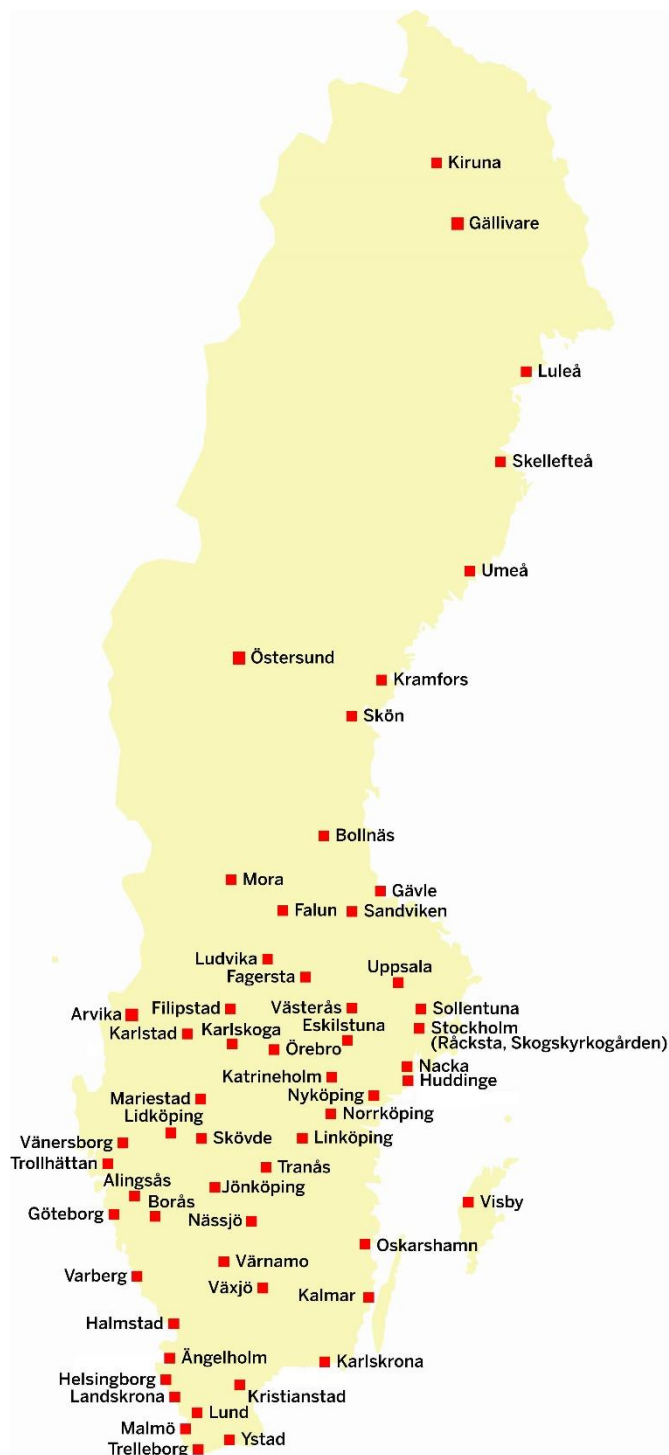 Kiruna
Gällivare
Luleå
Skellefteå
Umeå
Östersund
Kramfors
Skön
Bollnäs
Mora
Gävle
Falun
Sandviken
Ludvika
Fagersta
Uppsala
Arvika
Filipstad
Västerås
Sollentuna
Karlstad
Karlskoga
Eskilstuna
Örebro
Stockholm
(Råcksta, Skogskyrkogården)
Nacka
Katrineholm
Huddinge
Mariestad
Nyköping
Lidköping
Norrköping
Vänersborg
Skövde
Linköping
Trollhättan
Tranås
Alingsås
Jönköping
Borås
Visby
Göteborg
Nässjö
Oskarshamn
Värnamo
Varberg
Växjö
Kalmar
Halmstad
Ängelholm
Karlskrona
Helsingborg
Landskrona
Kristianstad
Lund
Malmö
Ystad
Trelleborg